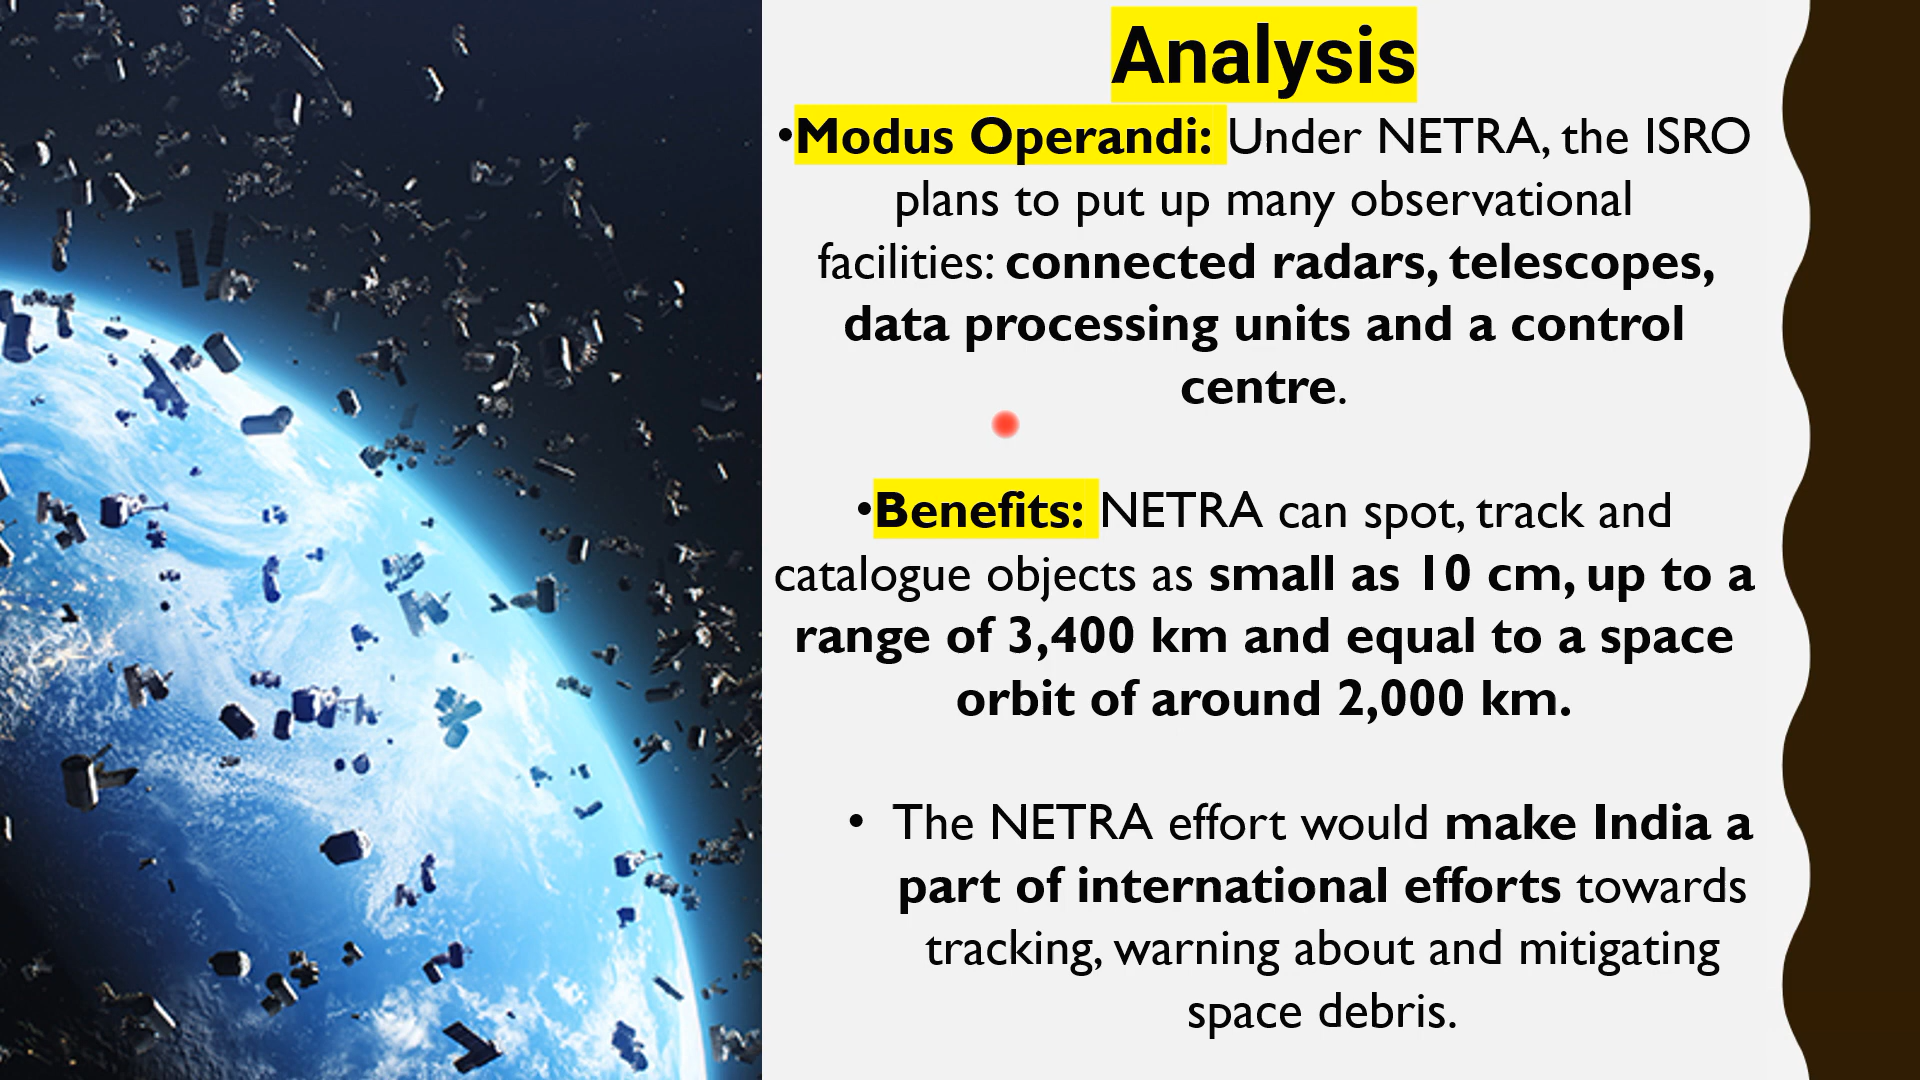 Analysis
•Modus Operandi: Under NETRA, the ISRO
plans to put up many observational
facilities: connected radars, telescopes,
data processing units and a control
centre.
•Benefits: NETRA can spot, track and
catalogue objects as small as 10 cm, up to a
range of 3,400 km and equal to a space
orbit of around 2,000 km.
• The NETRA effort would make India a
part of international efforts towards
tracking, warning about and mitigating
space debris.